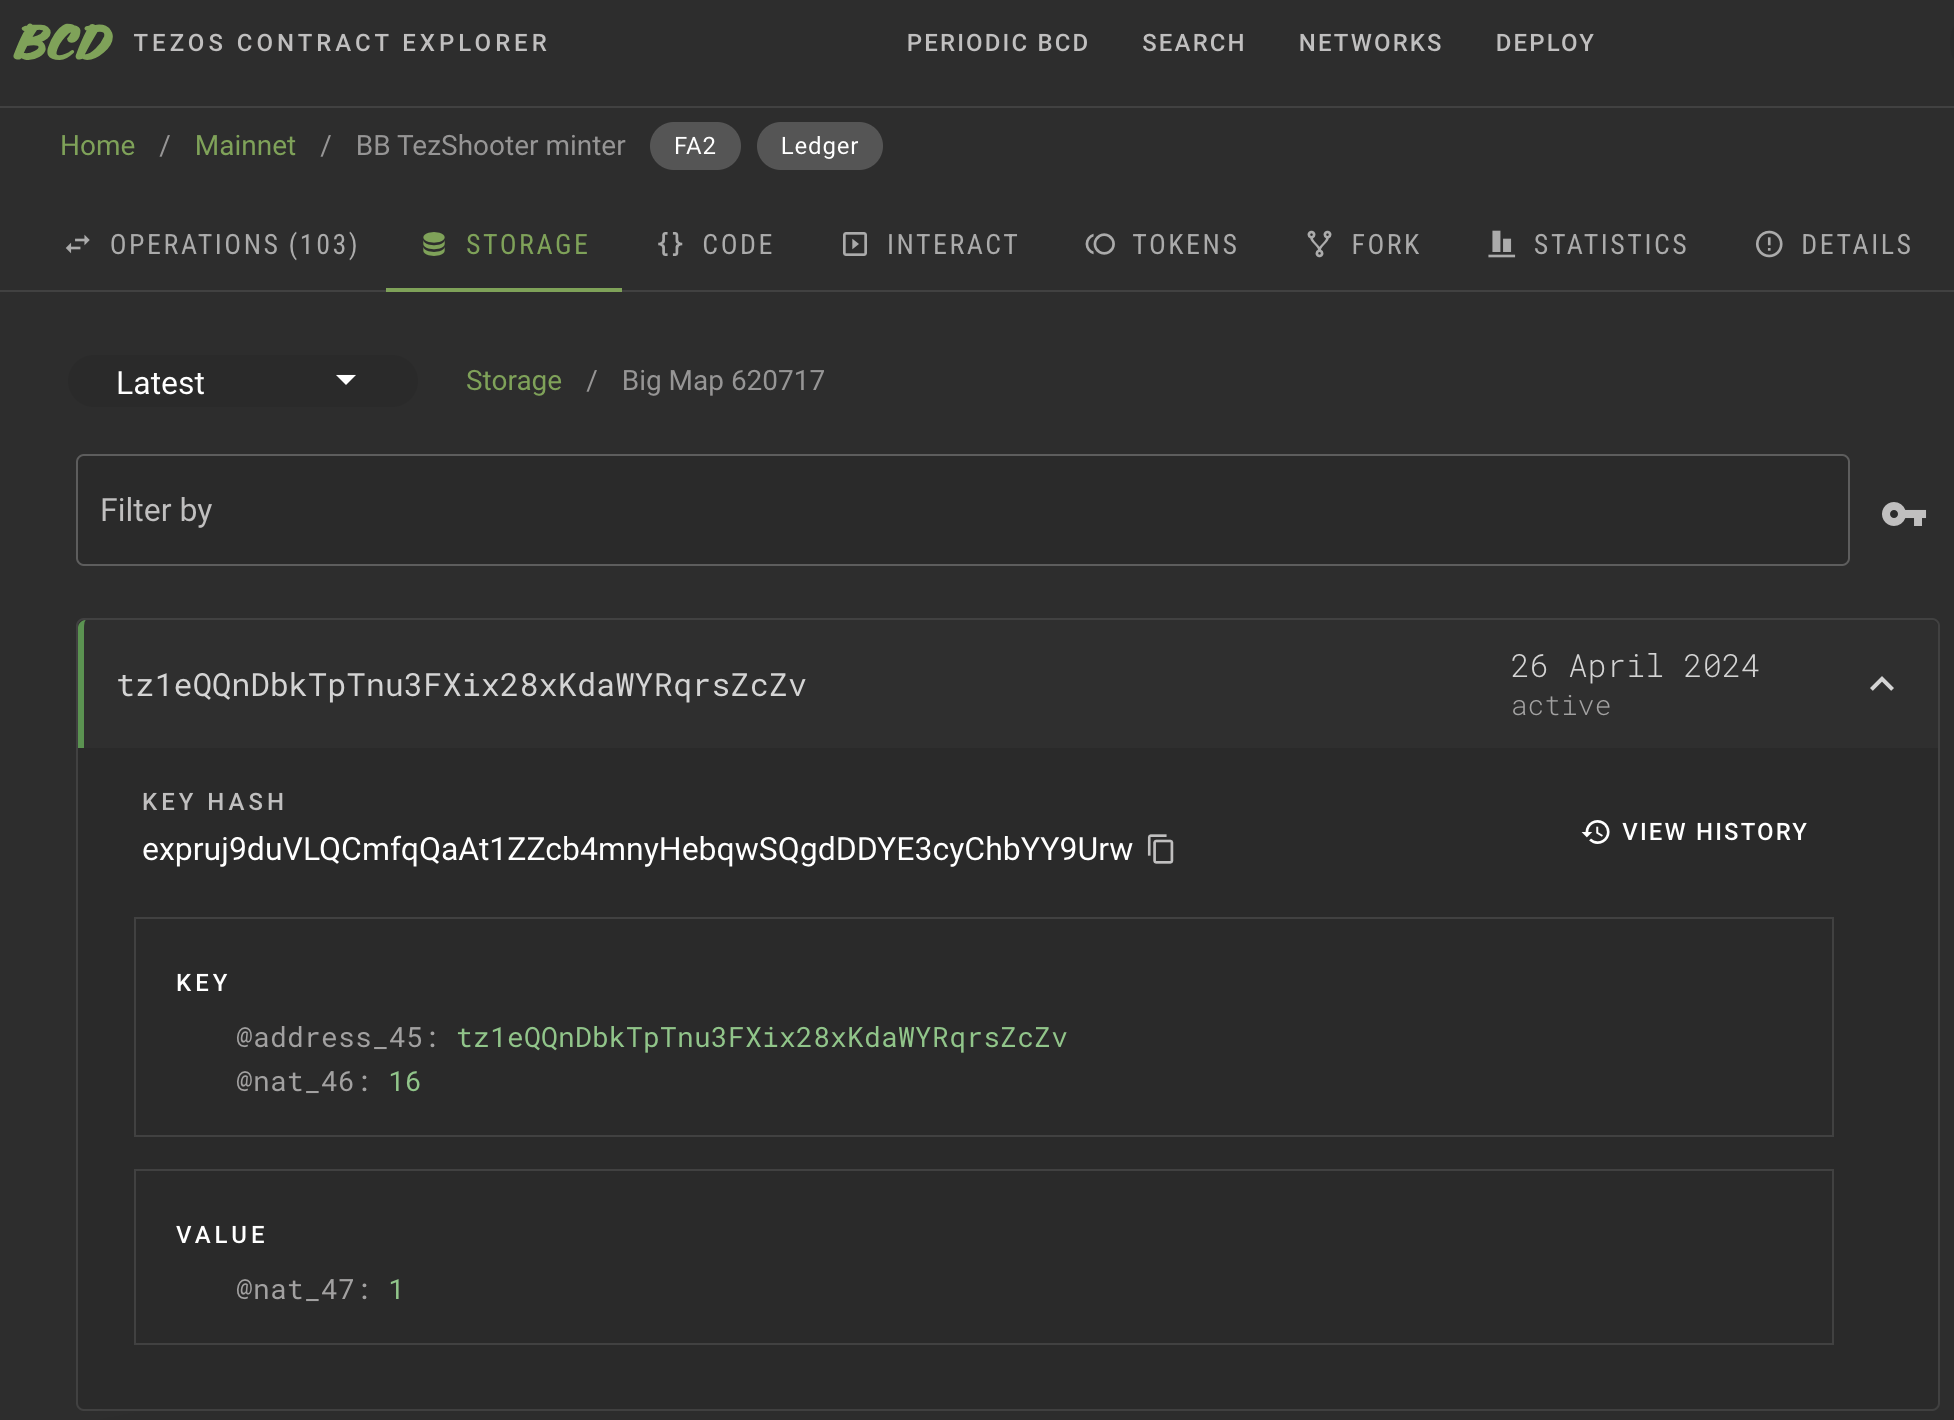 BCD TEZOS CONTRACT EXPLORER PERIODIC BCD SEARCH NETWORKS DEPLOY
Home / Mainnet / BB TezShooter minter FA2 Ledger
OPERATIONS (103) STORAGE {} CODE INTERACT TOKENS FORK STATISTICS DETAILS
Latest Storage / Big Map 620717
Filter by
tz1eQQnDbkTpTnu3FXix28xKdaWYRqrsZcZv 26 April 2024
active
KEY HASH
expruj9duVLQCmfqQaAt1ZZcb4mnyHebqwSQgdDDYE3cyChbYY9Urw VIEW HISTORY
KEY
@address_45: tz1eQQnDbkTpTnu3FXix28xKdaWYRqrsZcZv
@nat_46: 16
VALUE
@nat_47: 1